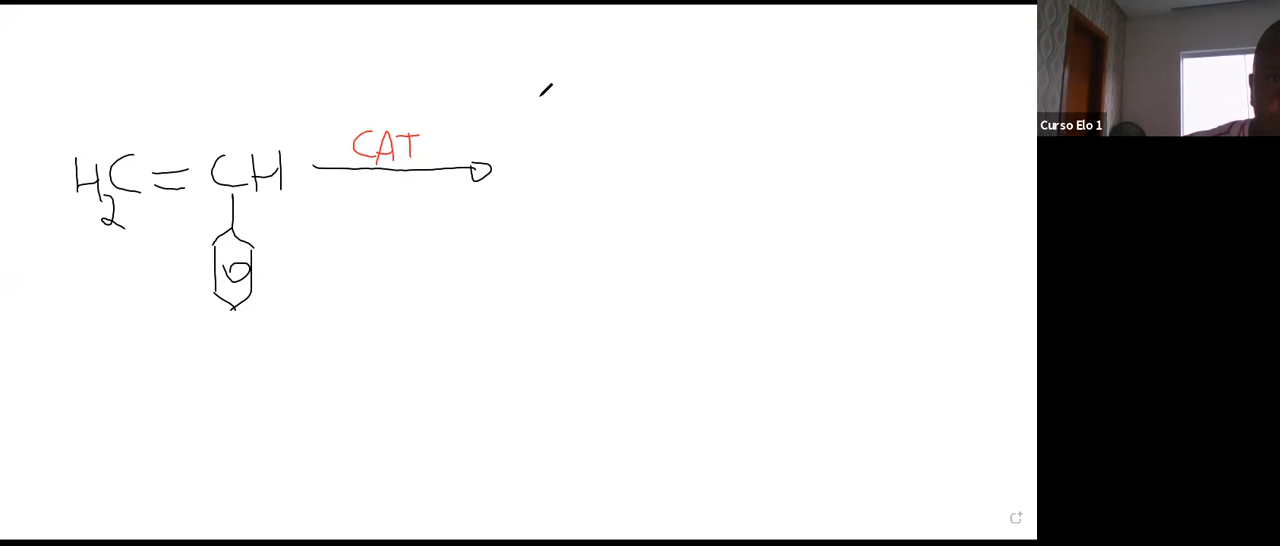 CAT
H2C = CH
Curso Elo 1